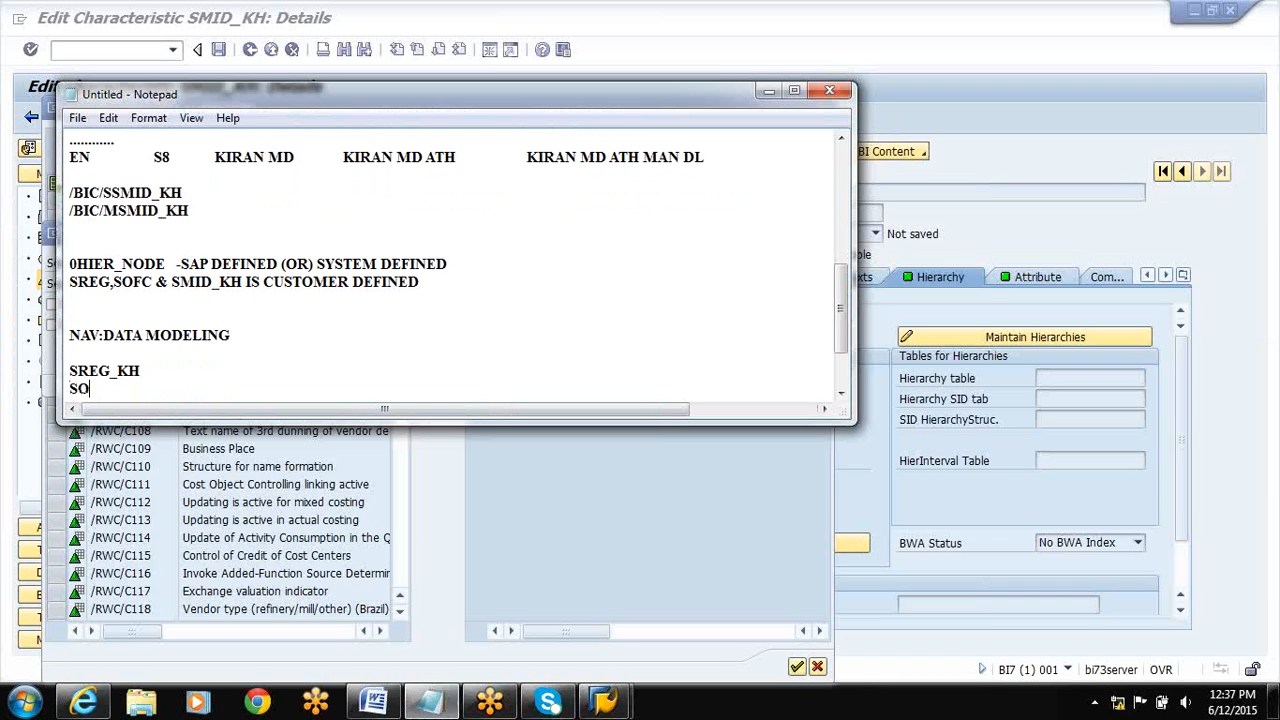 Edit Characteristic SMID_KH: Details
Edi
Untitled - Notepad
File Edit Format View Help
............
EN S8 KIRAN MD KIRAN MD ATH KIRAN MD ATH MAN DL
/BIC/SSMID_KH
/BIC/MSMID_KH
0HIER_NODE -SAP DEFINED (OR) SYSTEM DEFINED
SREG,SOFC & SMID_KH IS CUSTOMER DEFINED
NAV:DATA MODELING
SREG_KH
SO
BI Content
Not saved
xts Hierarchy Attribute Com...
Maintain Hierarchies
Tables for Hierarchies
Hierarchy table
Hierarchy SID tab
SID HierarchyStruc.
HierInterval Table
BWA Status No BWA Index
/RWC/C108 Text name of 3rd dunning of vendor de
/RWC/C109 Business Place
/RWC/C110 Structure for name formation
/RWC/C111 Cost Object Controlling linking active
/RWC/C112 Updating is active for mixed costing
/RWC/C113 Updating is active in actual costing
/RWC/C114 Update of Activity Consumption in the Q
/RWC/C115 Control of Credit of Cost Centers
/RWC/C116 Invoke Added-Function Source Determin
/RWC/C117 Exchange valuation indicator
/RWC/C118 Vendor type (refinery/mill/other) (Brazil)
BI7 (1) 001 bi73server OVR
12:37 PM
6/12/2015